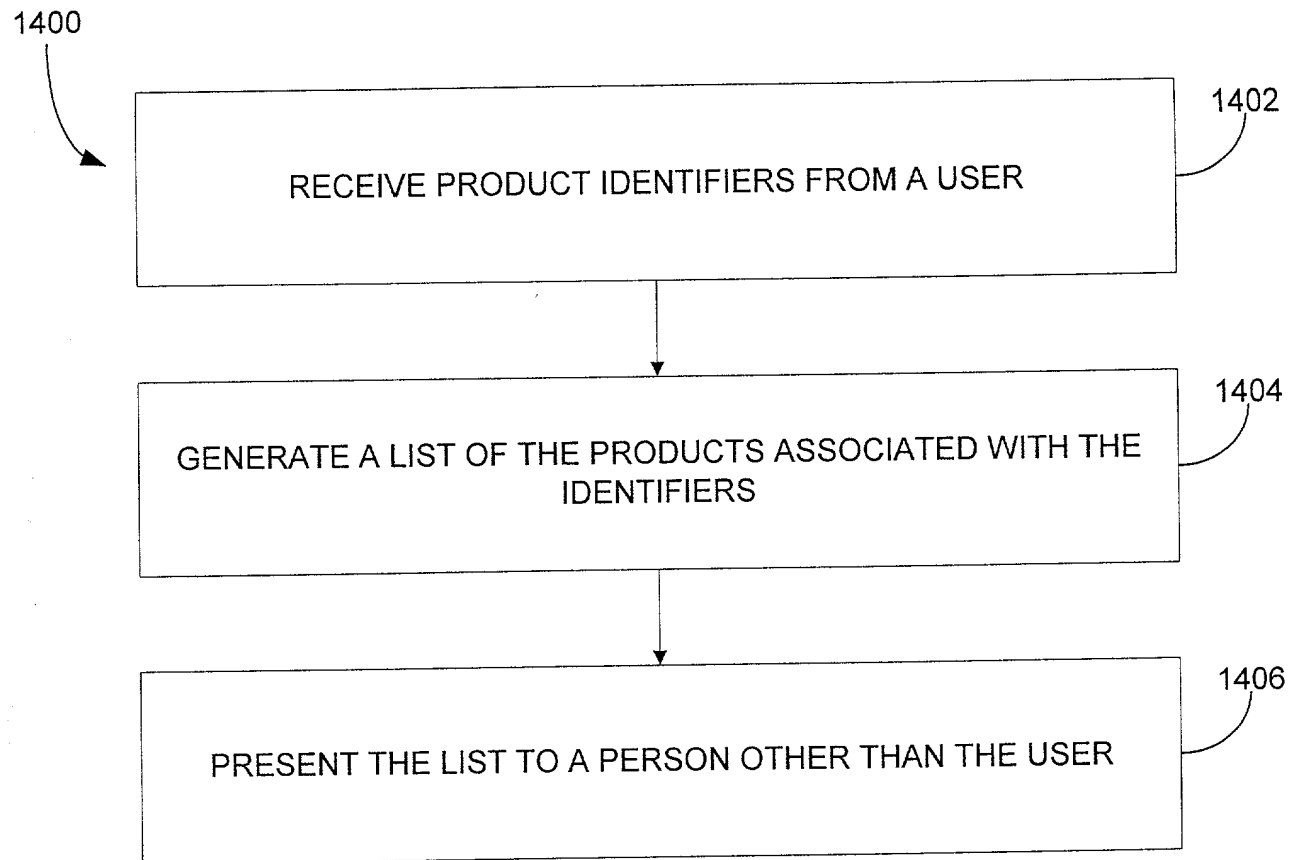 1400
1402
RECEIVE PRODUCT IDENTIFIERS FROM A USER
1404
GENERATE A LIST OF THE PRODUCTS ASSOCIATED WITH THE
IDENTIFIERS
1406
PRESENT THE LIST TO A PERSON OTHER THAN THE USER